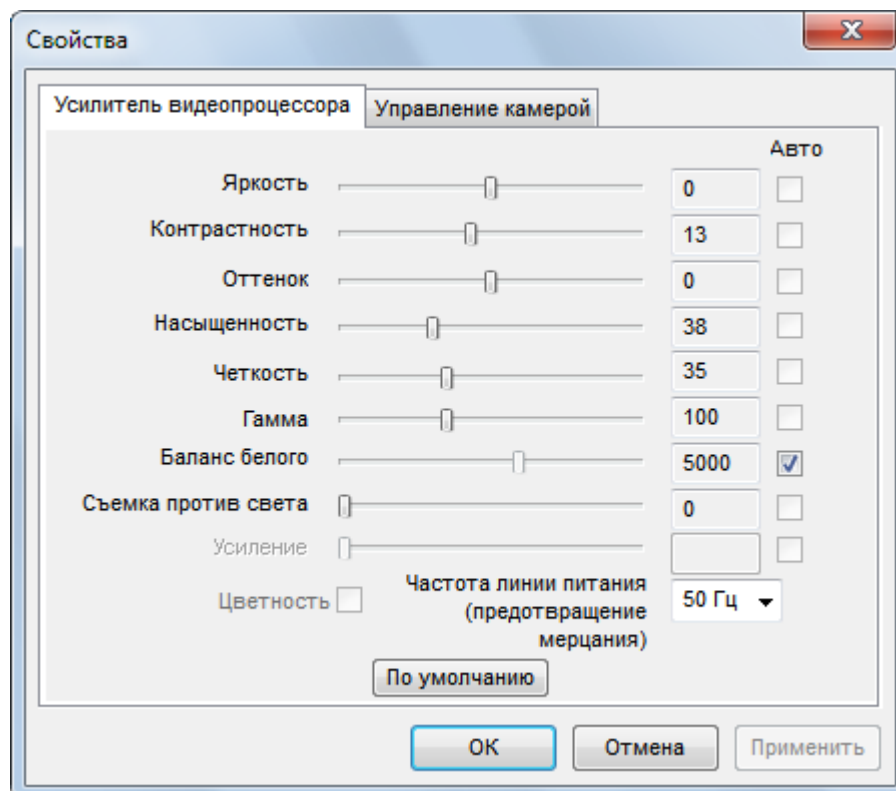 Свойства
Усилитель видеопроцессора Управление камерой
Авто
Яркость 0
Контрастность 13
Оттенок 0
Насыщенность 38
Четкость 35
Гамма 100
Баланс белого 5000
Съемка против света 0
Усиление
Цветность Частота линии питания 50 Гц
(предотвращение
мерцания)
По умолчанию
ОК Отмена Применить